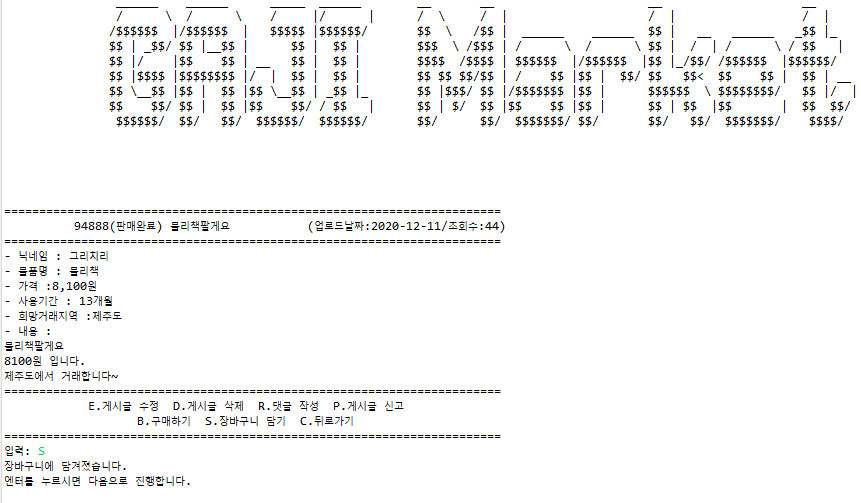 GAJI Market
===================================================================
94888(판매완료) 물리책팔게요 (업로드날짜:2020-12-11/조회수:44)
===================================================================
- 닉네임 : 그리치리
- 물품명 : 물리책
- 가격 :8,100원
- 사용기간 : 13개월
- 희망거래지역 :제주도
- 내용 :
물리책팔게요
8100원 입니다.
제주도에서 거래합니다~
===================================================================
E.게시글 수정 D.게시글 삭제 R.댓글 작성 P.게시글 신고
B.구매하기 S.장바구니 담기 C.뒤로가기
===================================================================
입력: S
장바구니에 담겨졌습니다.
엔터를 누르시면 다음으로 진행합니다.